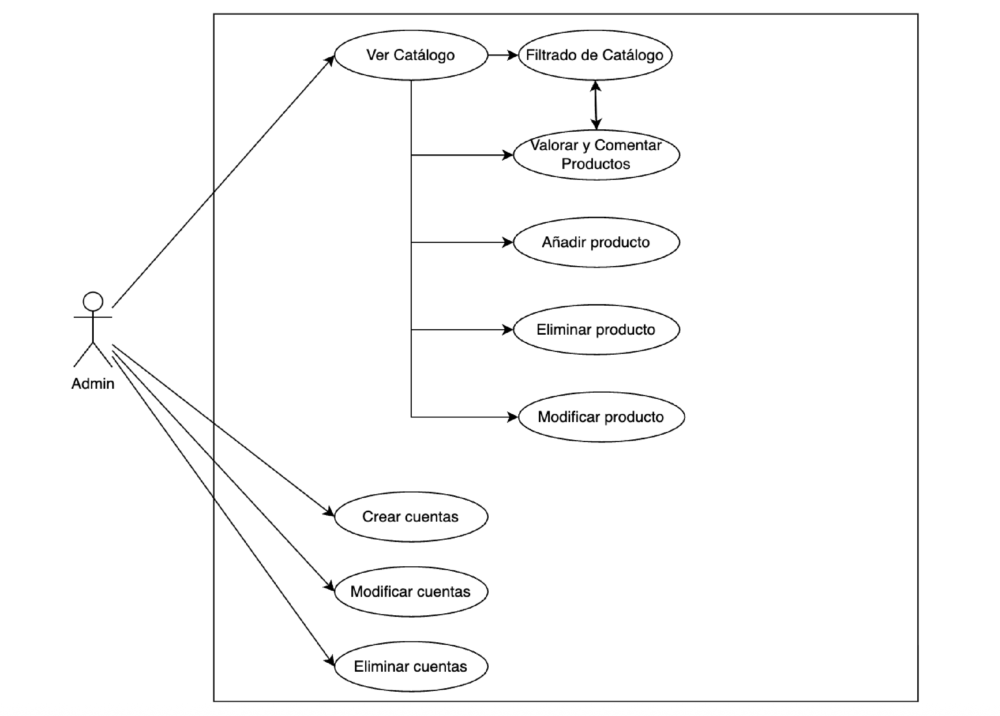 Ver Catálogo
Filtrado de Catálogo
Valorar y Comentar
Productos
Añadir producto
Eliminar producto
Admin
Modificar producto
Crear cuentas
Modificar cuentas
Eliminar cuentas